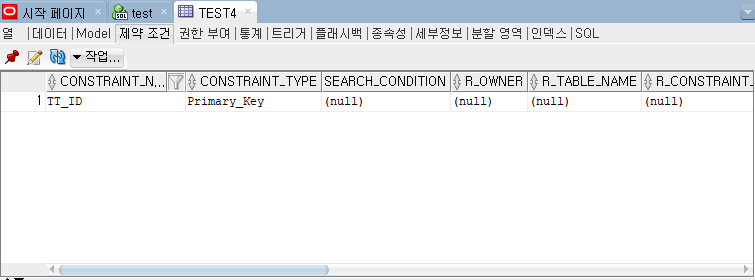 시작 페이지 test TEST4
열 데이터 Model 제약 조건 권한 부여 통계 트리거 플래시백 종속성 세부정보 분할 영역 인덱스 SQL
작업...
CONSTRAINT_N... CONSTRAINT_TYPE SEARCH_CONDITION R_OWNER R_TABLE_NAME R_CONSTRAINT_
1 TT_ID Primary_Key (null) (null) (null) (null)